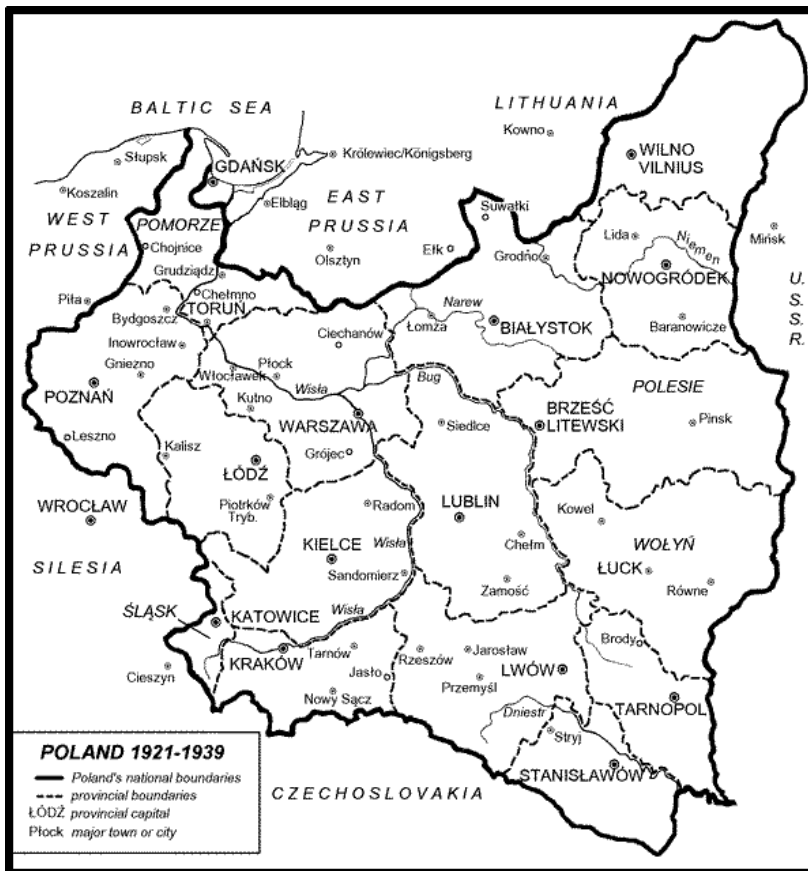 BALTIC SEA
LITHUANIA
Kowno
WILNO
VILNIUS
Słupsk
GDAŃSK
Królewiec/Königsberg
Koszalin
Elbląg
EAST
PRUSSIA
Suwałki
WEST
PRUSSIA
POMORZE
Chojnice
Olsztyn
Ełk
Grodno
Lida
Niemen
Mińsk
Grudziądz
NOWOGRÓDEK
U.
S.
S.
R.
Piła
Chełmno
TORUŃ
Bydgoszcz
Narew
Łomża
BIAŁYSTOK
Baranowicze
Inowrocław
Ciechanów
Gniezno
Włocławek
Płock
Wisła
Bug
POLESIE
POZNAŃ
Kutno
WARSZAWA
Siedlce
BRZEŚĆ
LITEWSKI
Pinsk
Leszno
Kalisz
ŁÓDŹ
Grójec
WROCŁAW
Piotrków
Tryb.
Radom
LUBLIN
Kowel
SILESIA
KIELCE
Wisła
Chełm
WOŁYŃ
ŁUCK
Sandomierz
Zamość
Równe
ŚLĄSK
KATOWICE
Wisła
Brody
Cieszyn
KRAKÓW
Tarnów
Rzeszów
Jarosław
LWÓW
Jasło
Przemyśl
Nowy Sącz
TARNOPOL
Dniestr
Stryj
STANISŁAWÓW
CZECHOSLOVAKIA
POLAND 1921-1939
Poland's national boundaries
provincial boundaries
ŁÓDŹ provincial capital
Płock major town or city